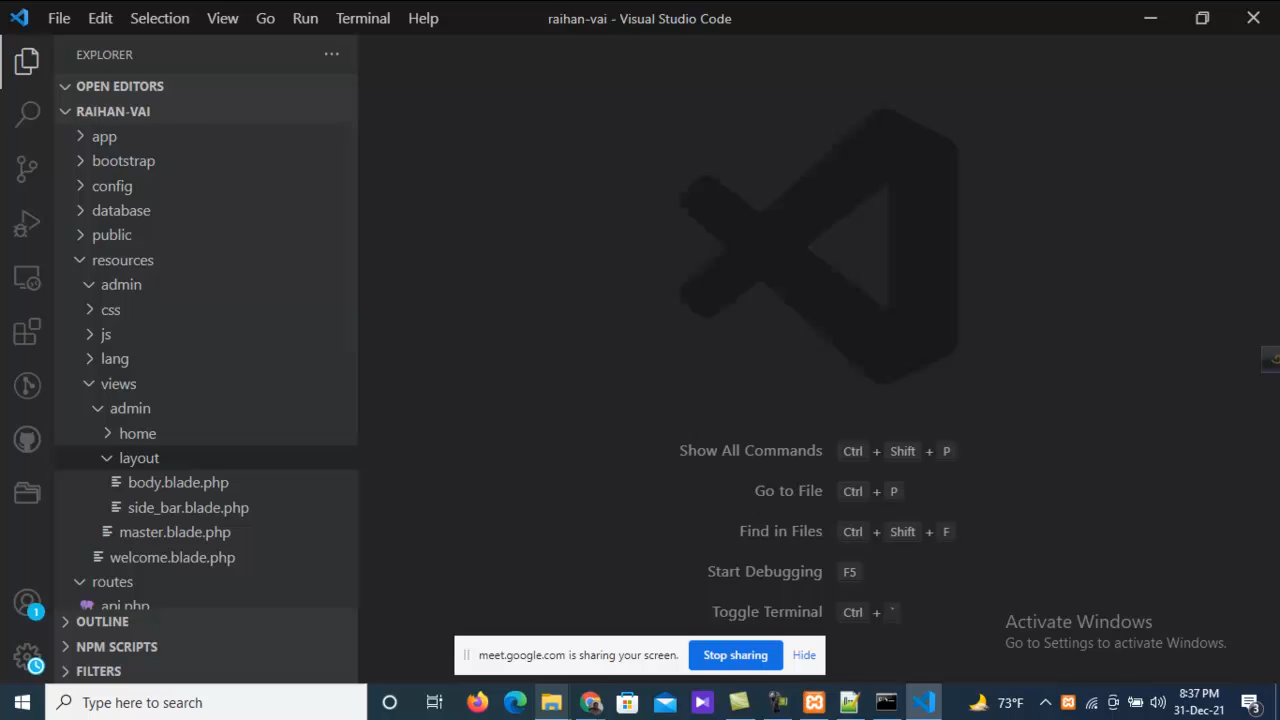 File Edit Selection View Go Run Terminal Help
raihan-vai - Visual Studio Code
EXPLORER
OPEN EDITORS
RAIHAN-VAI
app
bootstrap
config
database
public
resources
admin
css
js
lang
views
admin
home
layout
body.blade.php
side_bar.blade.php
master.blade.php
welcome.blade.php
routes
api.php
OUTLINE
NPM SCRIPTS
FILTERS
1
Show All Commands Ctrl + Shift + P
Go to File Ctrl + P
Find in Files Ctrl + Shift + F
Start Debugging F5
Toggle Terminal Ctrl + `
Activate Windows
Go to Settings to activate Windows.
meet.google.com is sharing your screen. Stop sharing Hide
Type here to search
73°F
8:37 PM
31-Dec-21
3